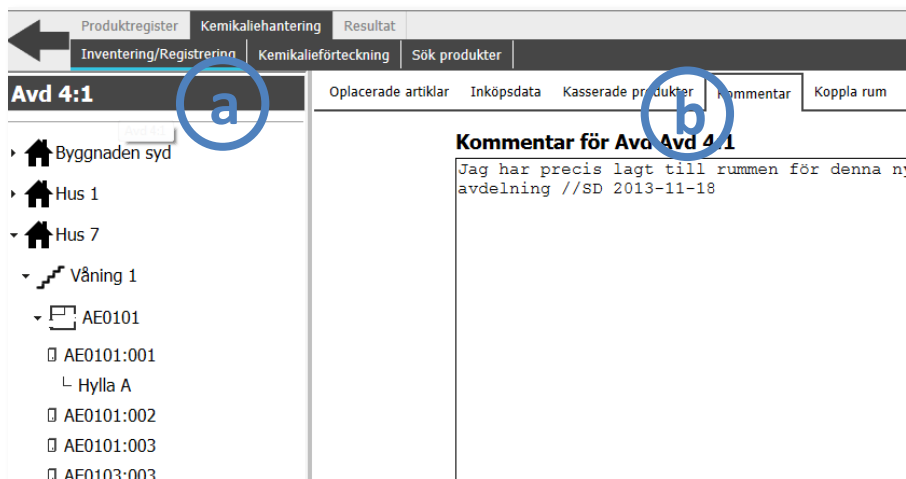 Produktregister Kemikaliehantering Resultat
Inventering/Registrering Kemikalieförteckning Sök produkter
Avd 4:1
a
Oplacerade artiklar Inköpsdata Kasserade produkter Kommentar Koppla rum
b
Avd 4:1
Byggnaden syd
Hus 1
Hus 7
Våning 1
AE0101
AE0101:001
Hylla A
AE0101:002
AE0101:003
AE0103:003
Kommentar för Avd Avd 4:1
Jag har precis lagt till rummen för denna ny
avdelning //SD 2013-11-18